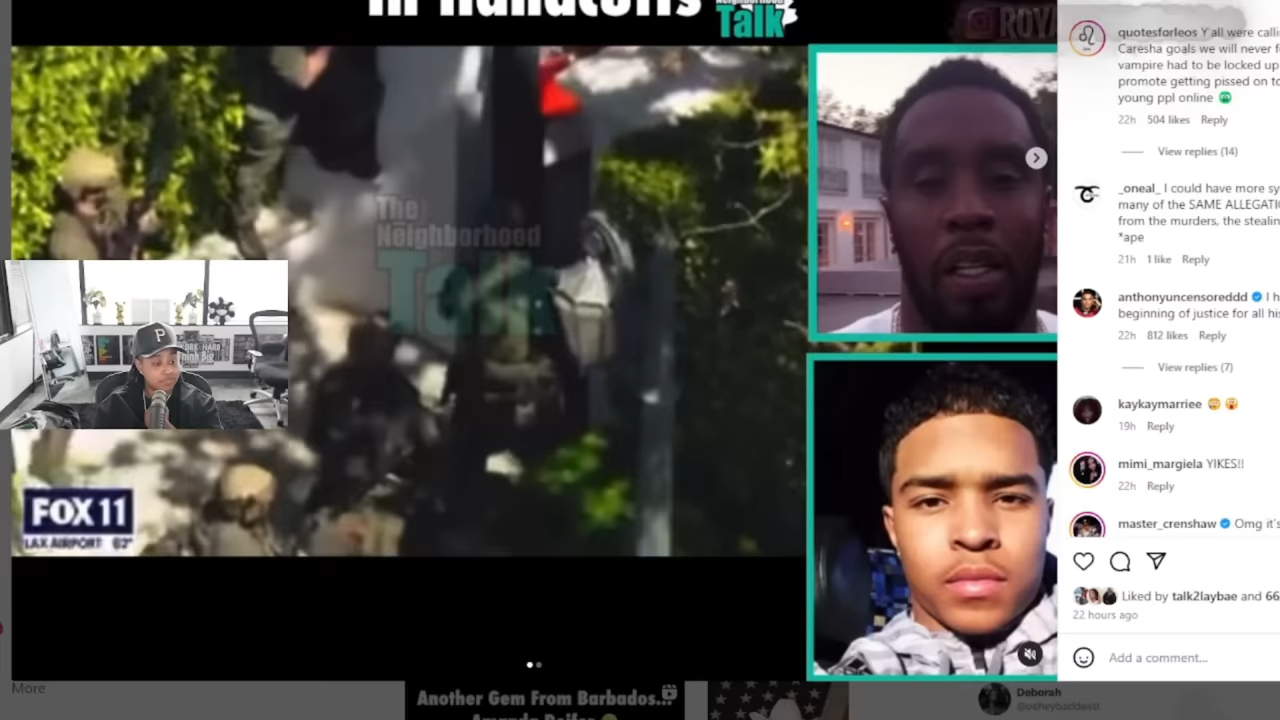 in Handcuffs
Neighborhood
Talk
ROYA
The
Neighborhood
Talk
P
Think Big
FOX 11
LAX AIRPORT 62°
quotesforleos Y'all were calli
Caresha goals we will never f
vampire had to be locked up
promote getting pissed on to
young ppl online
22h 504 likes Reply
View replies (14)
_oneal_ I could have more sy
many of the SAME ALLEGATIO
from the murders, the stealin
*ape
21h 1 like Reply
anthonyuncensoreddd I h
beginning of justice for all hi
22h 812 likes Reply
View replies (7)
kaykaymarriee
19h Reply
mimi_margiela YIKES!!
22h Reply
master_crenshaw Omg it's
Liked by talk2laybae and 66
22 hours ago
Add a comment...
More
Another Gem From Barbados...
Deborah